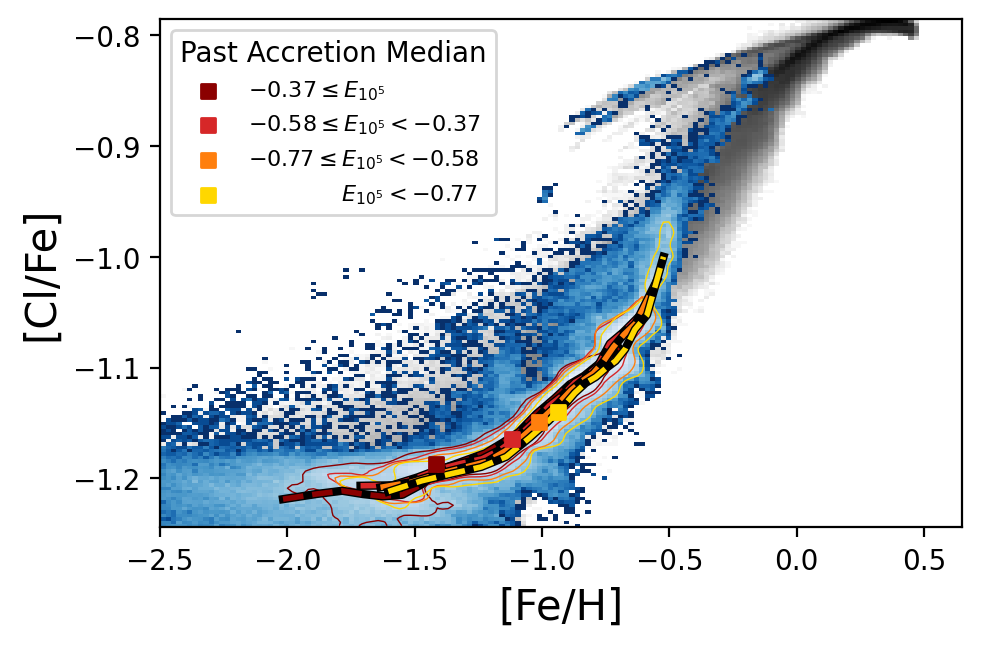 −0.8
−0.9
−1.0
−1.1
−1.2
[Cl/Fe]
Past Accretion Median
−0.37 ≤ E₁₀⁵
−0.58 ≤ E₁₀⁵ < −0.37
−0.77 ≤ E₁₀⁵ < −0.58
E₁₀⁵ < −0.77
−2.5 −2.0 −1.5 −1.0 −0.5 0.0 0.5
[Fe/H]